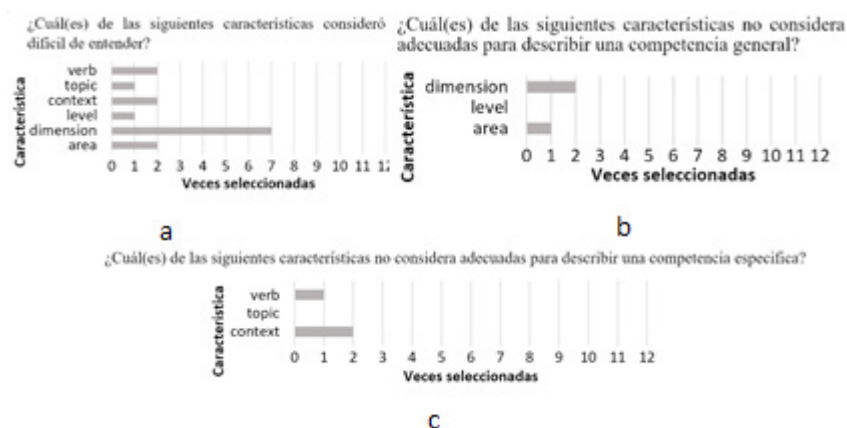 ¿Cuál(es) de las siguientes características consideró
difícil de entender?
Característica
verb
topic
context
level
dimension
area
0 1 2 3 4 5 6 7 8 9 10 11 12
Veces seleccionadas
a
¿Cuál(es) de las siguientes características no considera
adecuadas para describir una competencia general?
Característica
dimension
level
area
0 1 2 3 4 5 6 7 8 9 10 11 12
Veces seleccionadas
b
¿Cuál(es) de las siguientes características no considera adecuadas para describir una competencia especifica?
Característica
verb
topic
context
0 1 2 3 4 5 6 7 8 9 10 11 12
Veces seleccionadas
c